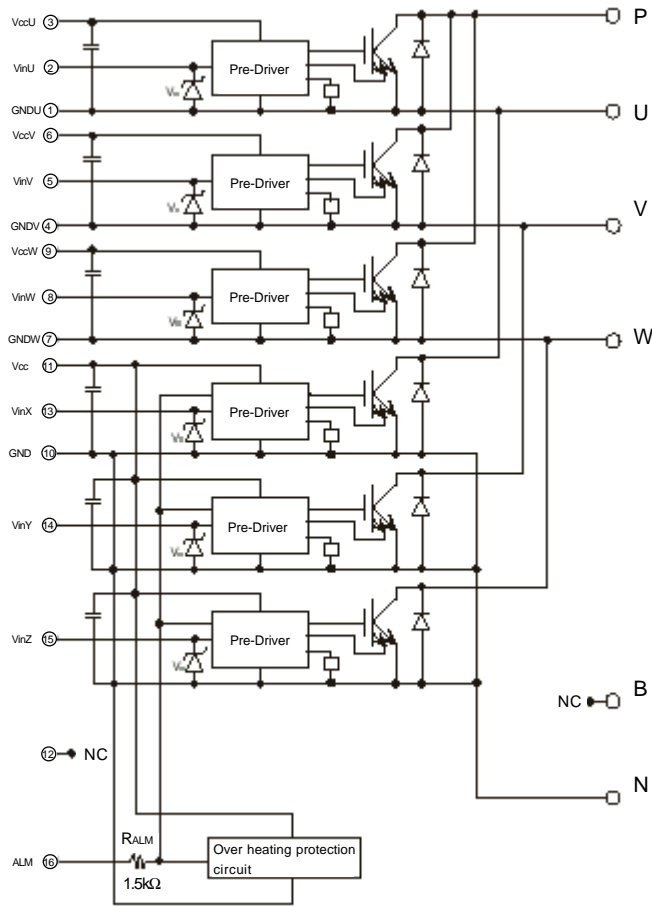 VccU 3
P
VinU 2
Pre-Driver
GNDU 1
U
VccV 6
VinV 5
Pre-Driver
GNDV 4
V
VccW 9
VinW 8
Pre-Driver
GNDW 7
W
Vcc 11
VinX 13
Pre-Driver
GND 10
VinY 14
Pre-Driver
VinZ 15
Pre-Driver
NC B
12 NC
N
RALM
ALM 16
1.5kΩ
Over heating protection
circuit